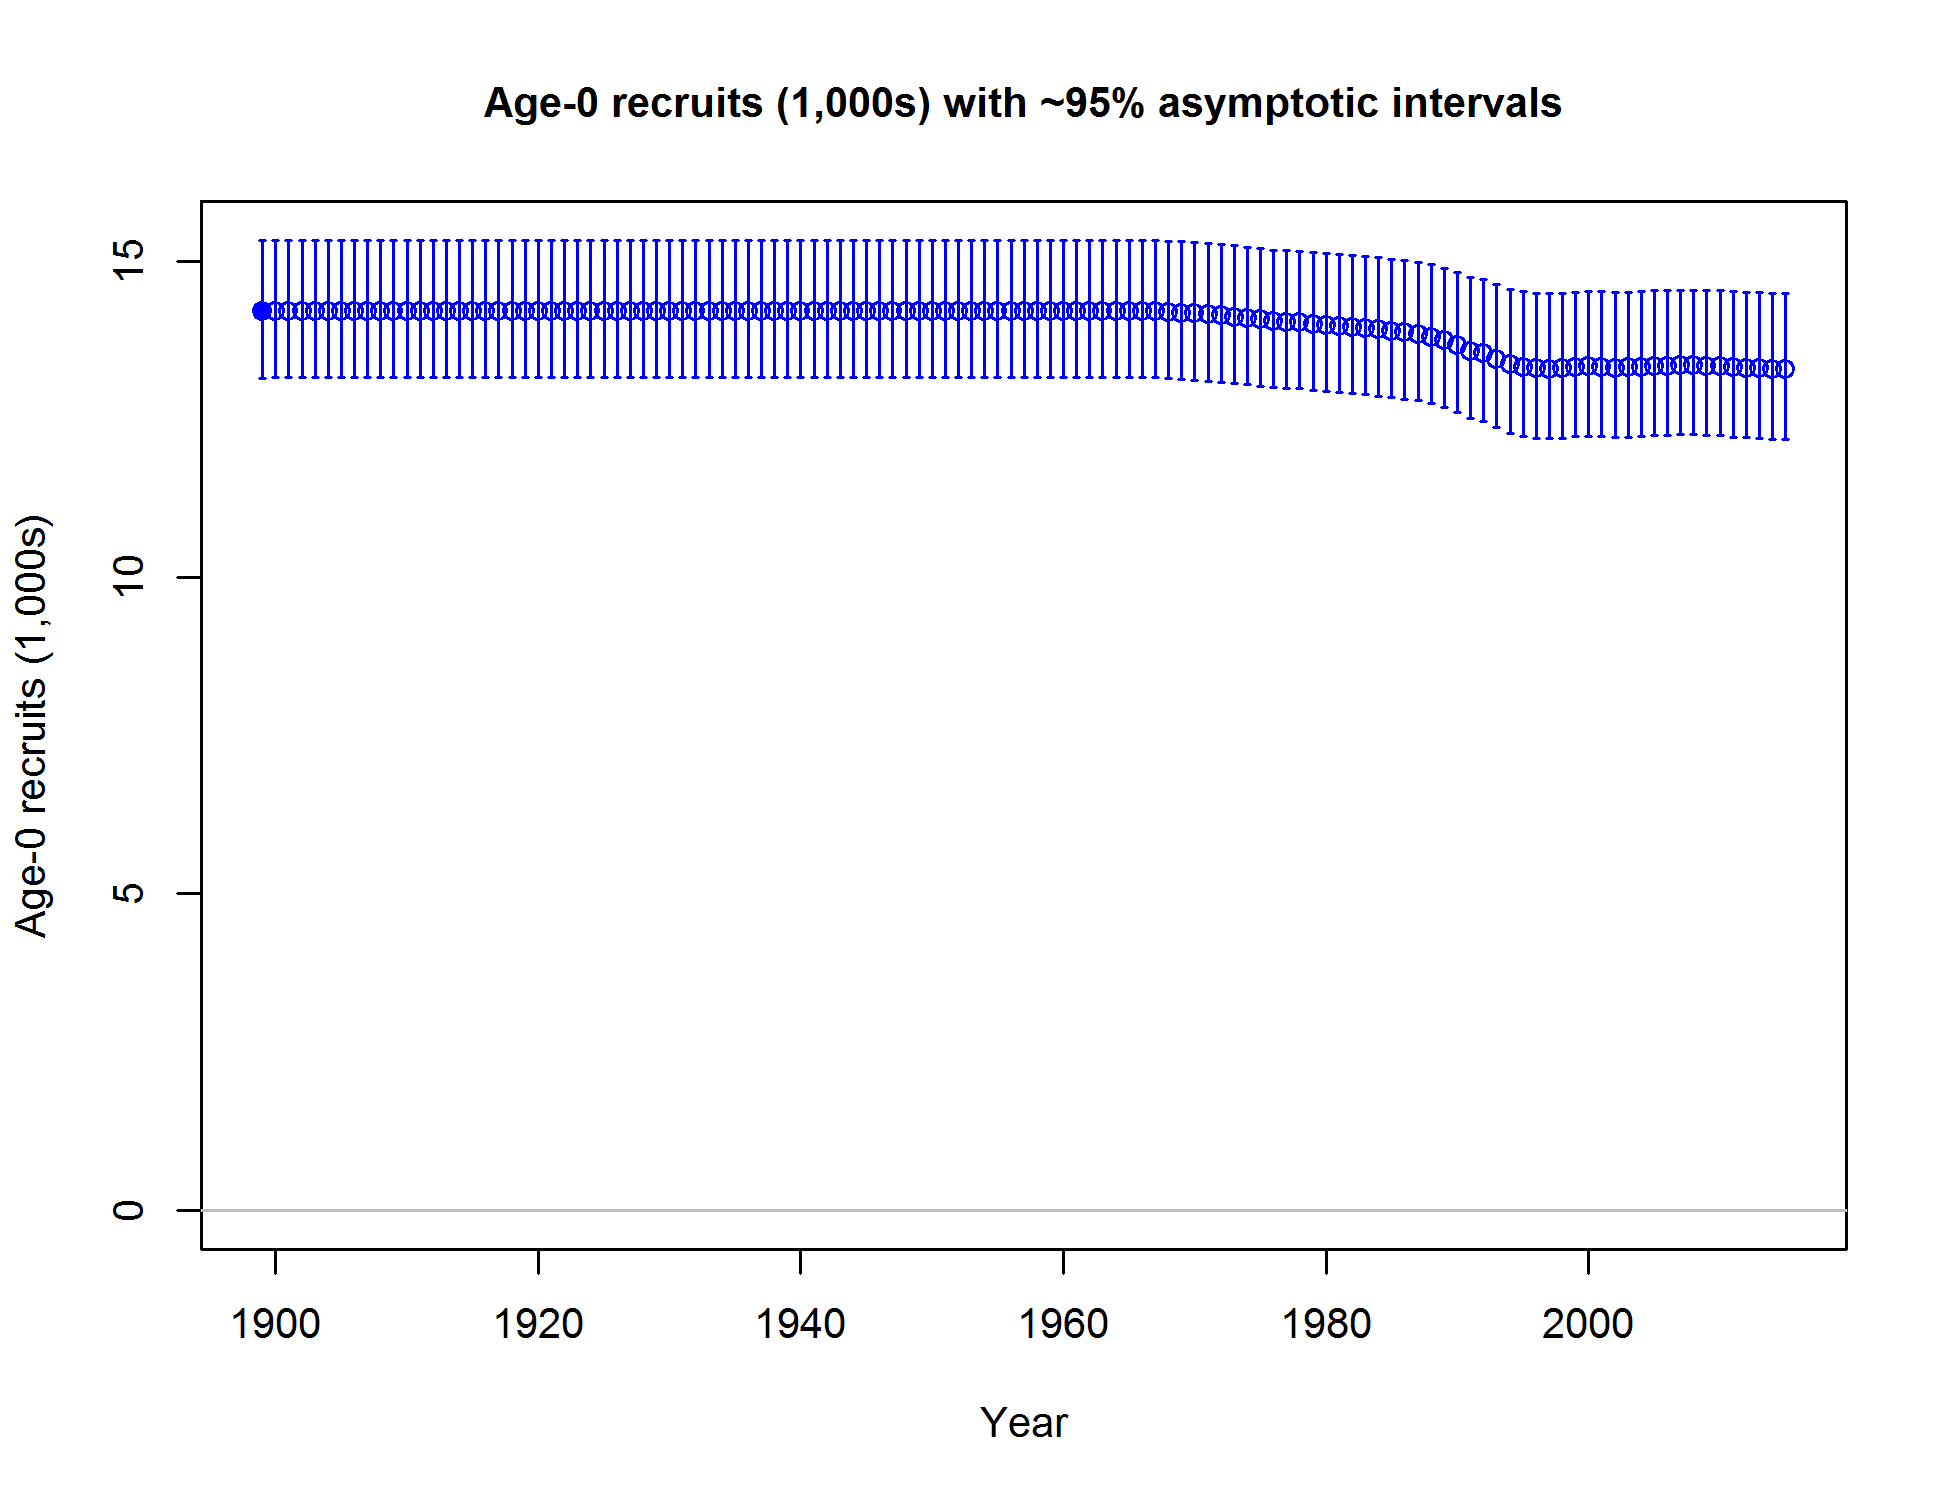 Age-0 recruits (1,000s) with ~95% asymptotic intervals
Age-0 recruits (1,000s)
15
10
5
0
1900 1920 1940 1960 1980 2000
Year